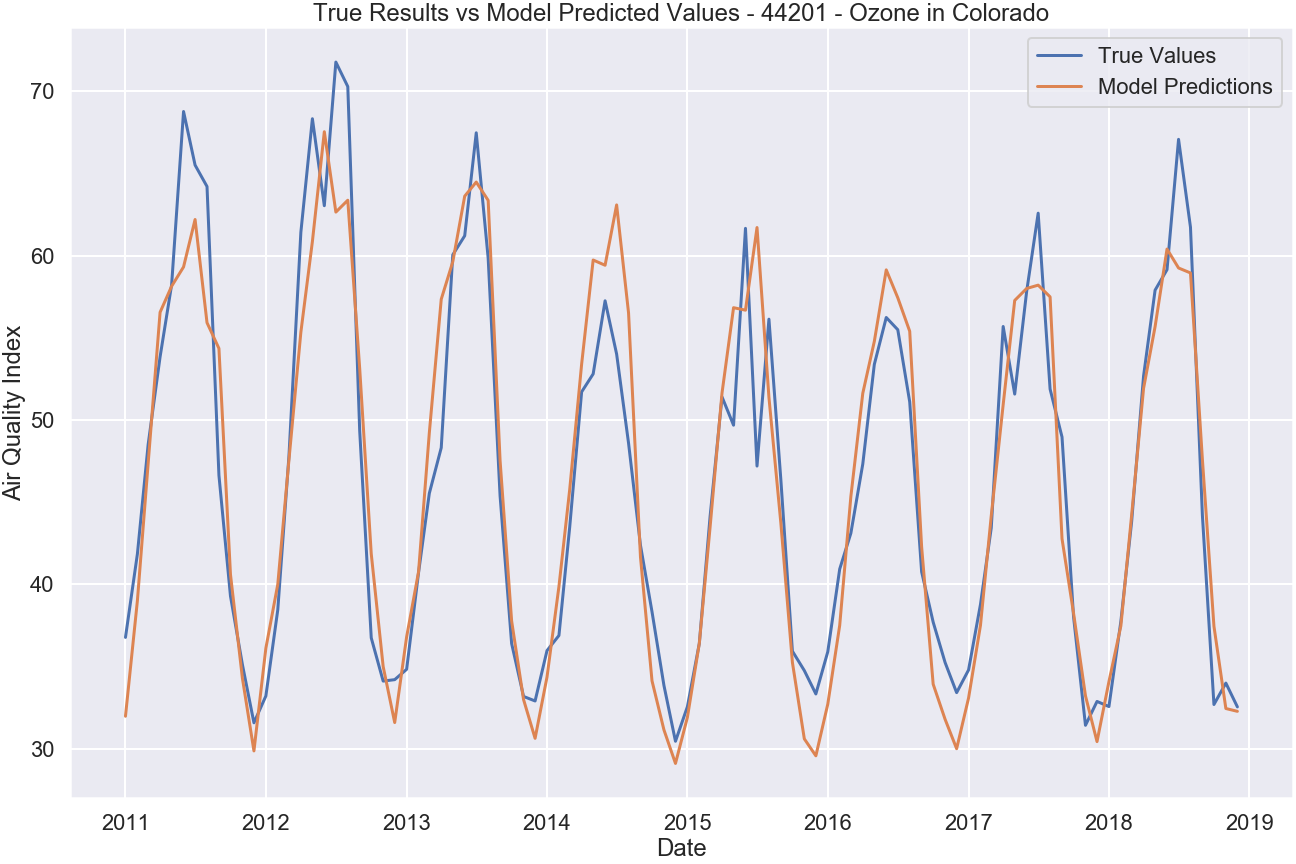 True Results vs Model Predicted Values - 44201 - Ozone in Colorado
True Values
Model Predictions
70
60
50
40
30
Air Quality Index
2011 2012 2013 2014 2015 2016 2017 2018 2019
Date